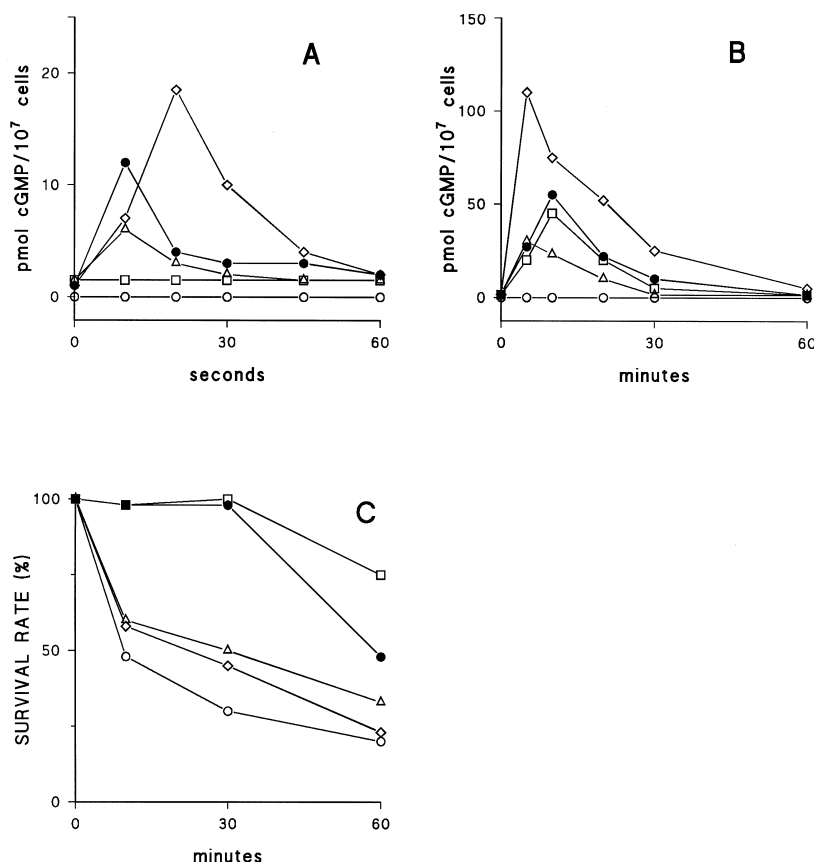 A
pmol cGMP/10⁷ cells
20
10
0
0 30 60
seconds
B
pmol cGMP/10⁷ cells
150
100
50
0
0 30 60
minutes
C
SURVIVAL RATE (%)
100
50
0
0 30 60
minutes